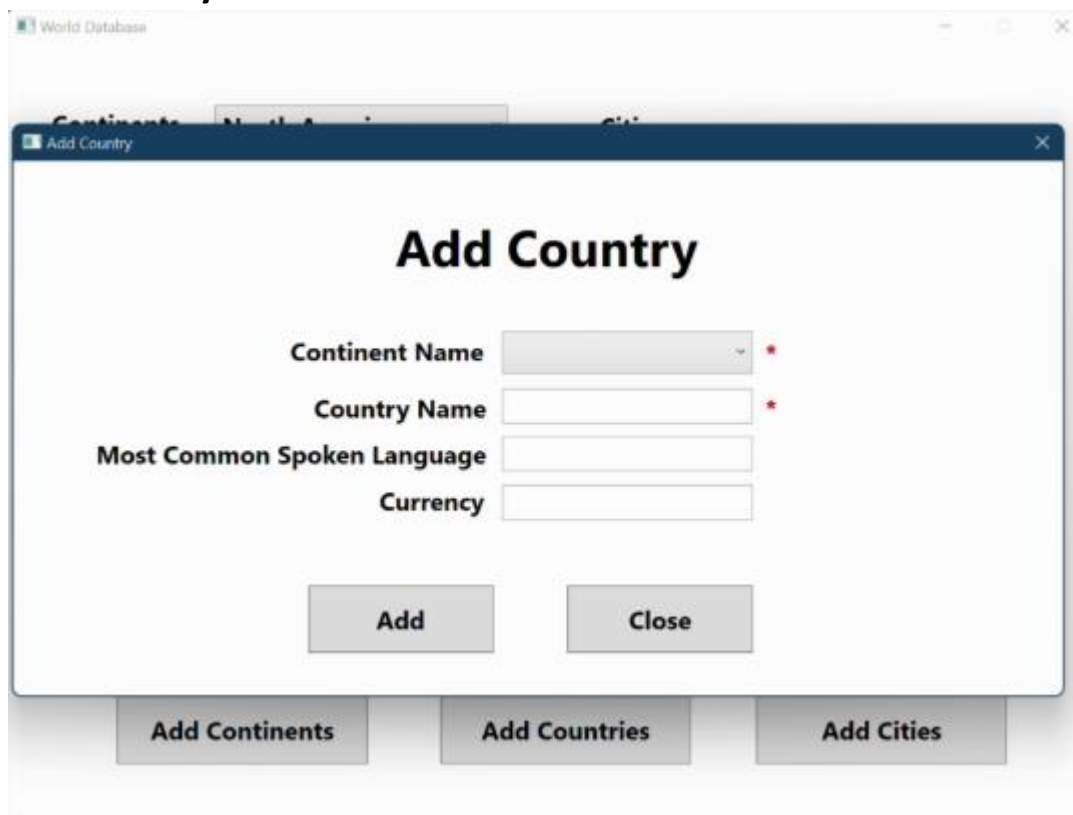 World Database
Add Country
Add Country
Continent Name *
Country Name *
Most Common Spoken Language
Currency
Add Close
Add Continents Add Countries Add Cities